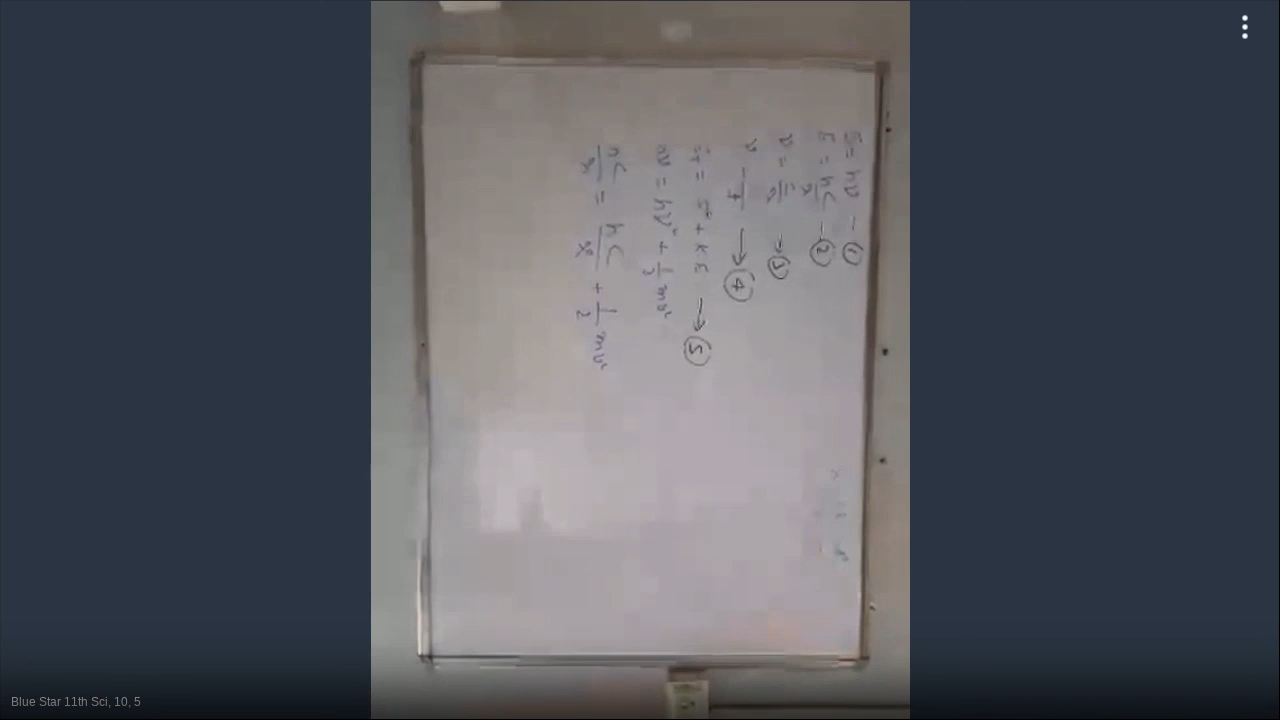 E = hν — ①
E = hc/λ — ②
ν = c/λ → ③
→ ④
E = E° + K E → ⑤
hν = hν° + 1/2 mv²
hc/λ = hc/λ° + 1/2 mv²
Blue Star 11th Sci, 10, 5